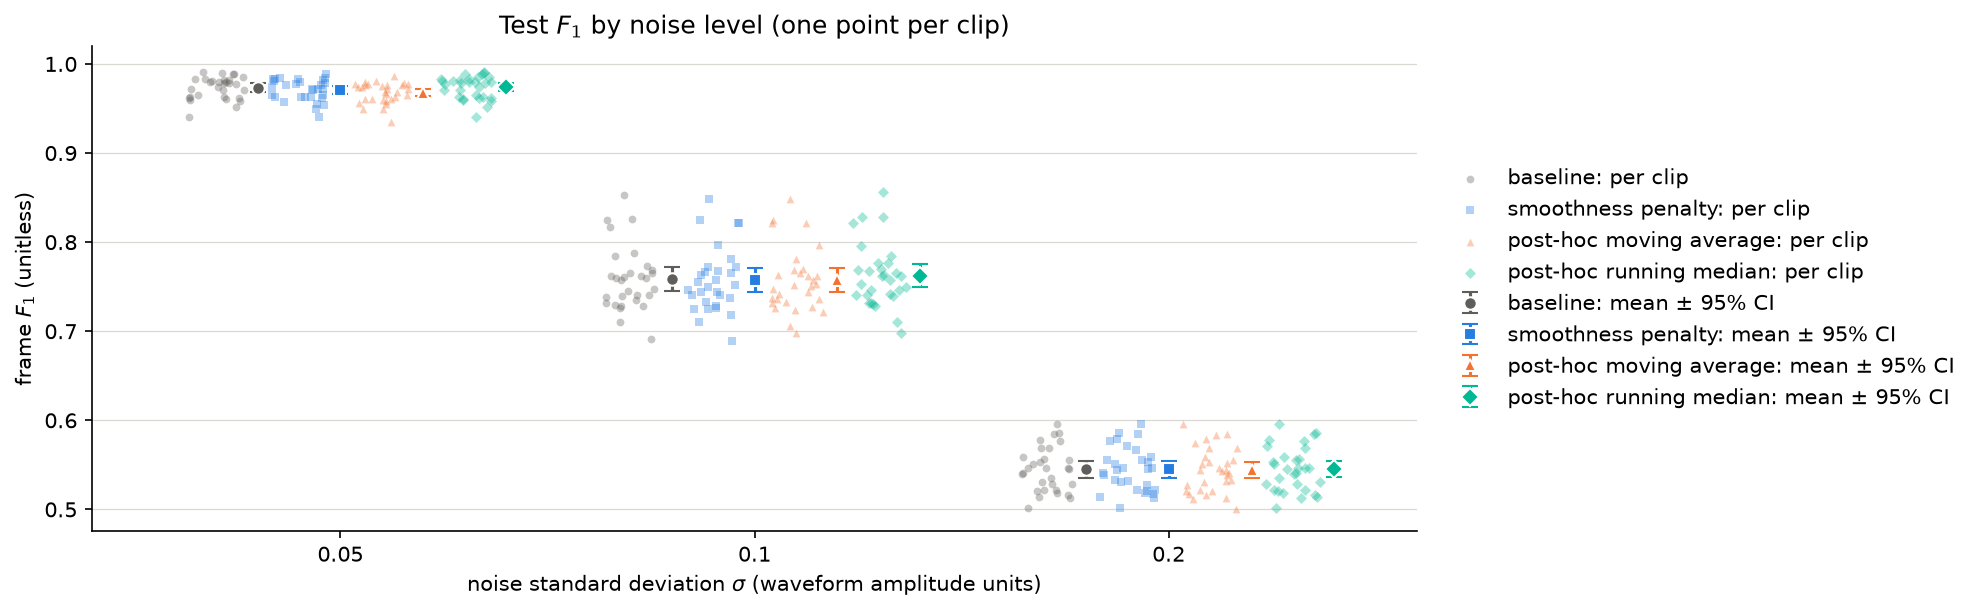 Test F₁ by noise level (one point per clip)
frame F₁ (unitless)
1.0
0.9
0.8
0.7
0.6
0.5
0.05
0.1
0.2
noise standard deviation σ (waveform amplitude units)
baseline: per clip
smoothness penalty: per clip
post-hoc moving average: per clip
post-hoc running median: per clip
baseline: mean ± 95% CI
smoothness penalty: mean ± 95% CI
post-hoc moving average: mean ± 95% CI
post-hoc running median: mean ± 95% CI